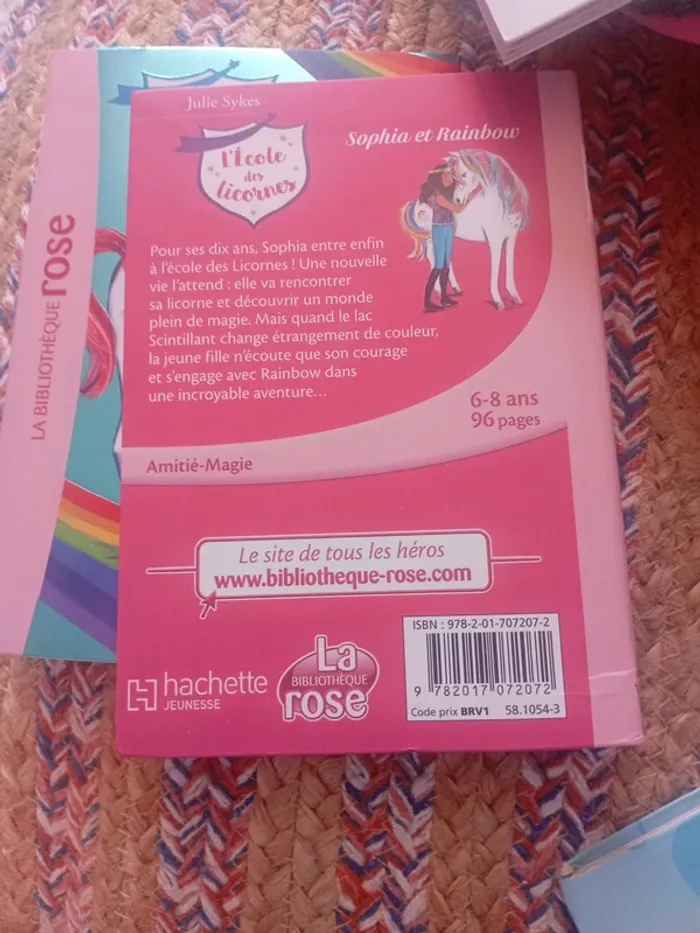 Julie Sykes
l'École
des
licornes
Sophia et Rainbow
Pour ses dix ans, Sophia entre enfin
à l'école des Licornes ! Une nouvelle
vie l'attend : elle va rencontrer
sa licorne et découvrir un monde
plein de magie. Mais quand le lac
Scintillant change étrangement de couleur,
la jeune fille n'écoute que son courage
et s'engage avec Rainbow dans
une incroyable aventure...
6-8 ans
96 pages
Amitié-Magie
Le site de tous les héros
www.bibliotheque-rose.com
hachette
JEUNESSE
La
BIBLIOTHÈQUE
rose
ISBN : 978-2-01-707207-2
9 782017 072072
Code prix BRV1 58.1054-3
LA BIBLIOTHÈQUE rose